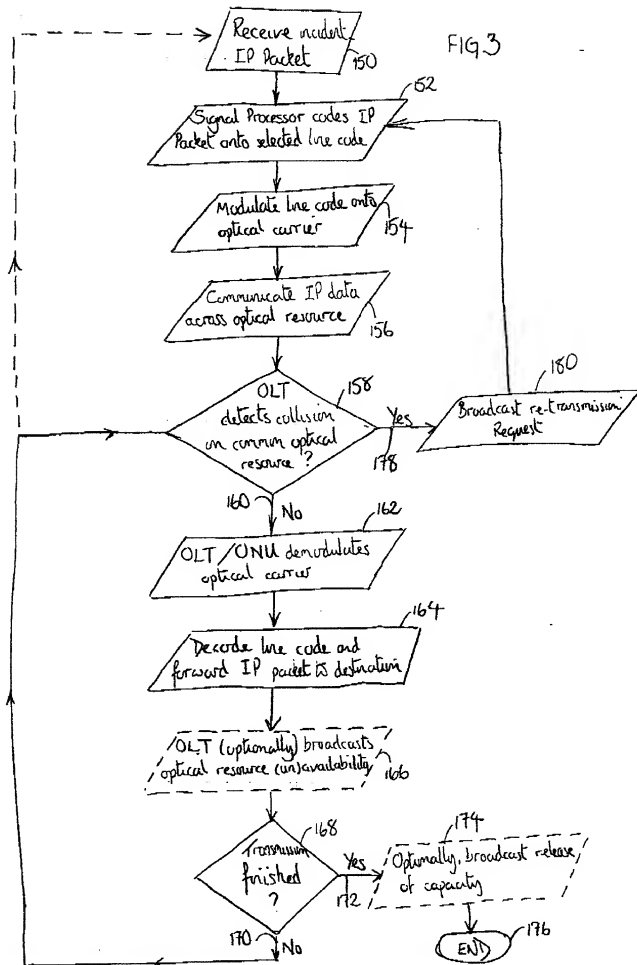 FIG.3
Receive incident
IP Packet
150
152
Signal Processor codes IP
Packet onto selected line code
Modulate line code onto
optical carrier
154
Communicate IP data
across optical resource
156
OLT
detects collision
on common optical
resource ?
158
Yes
178
180
Broadcast re-transmission
Request
160
No
162
OLT/ONU demodulates
optical carrier
164
Decode line code and
forward IP packet to destination
OLT (optionally) broadcasts
optical resource (un)availability
166
Transmission
finished
?
168
Yes
172
174
Optionally, broadcast release
of capacity
170
No
END
176